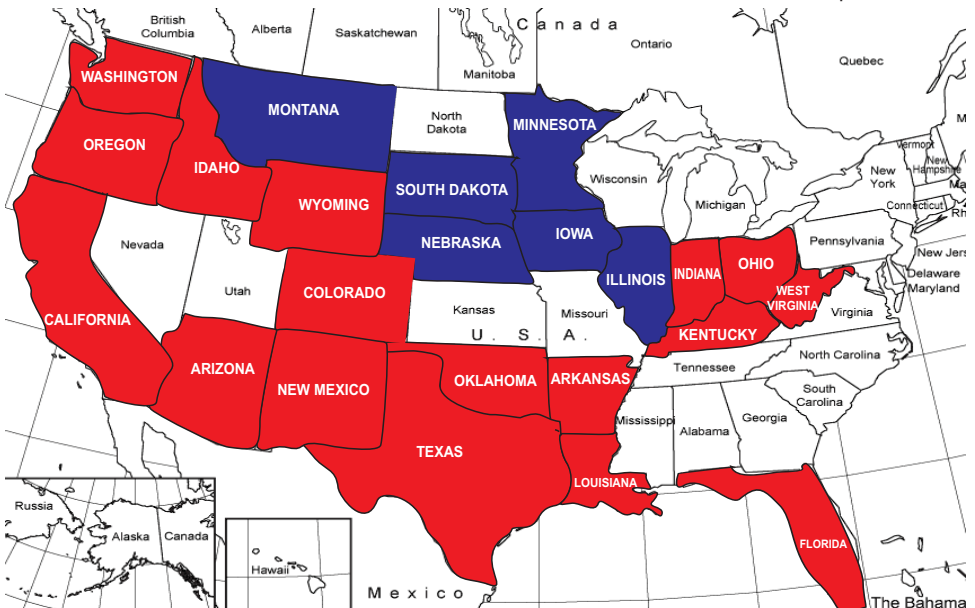 Canada
British
Columbia
Alberta
Saskatchewan
Manitoba
Ontario
Quebec
WASHINGTON
MONTANA
North
Dakota
MINNESOTA
OREGON
IDAHO
SOUTH DAKOTA
Wisconsin
Michigan
Vermont
New
Hampshire
New
York
Ma
Connecticut
Rh
WYOMING
NEBRASKA
IOWA
Nevada
Utah
COLORADO
ILLINOIS
INDIANA
OHIO
Pennsylvania
New Jers
Delaware
Maryland
WEST
VIRGINIA
Virginia
Kansas
Missouri
U. S. A.
KENTUCKY
CALIFORNIA
ARIZONA
NEW MEXICO
OKLAHOMA
ARKANSAS
Tennessee
North Carolina
South
Carolina
Mississippi
Alabama
Georgia
TEXAS
LOUISIANA
FLORIDA
Russia
Alaska
Canada
Hawaii
Mexico
The Bahama